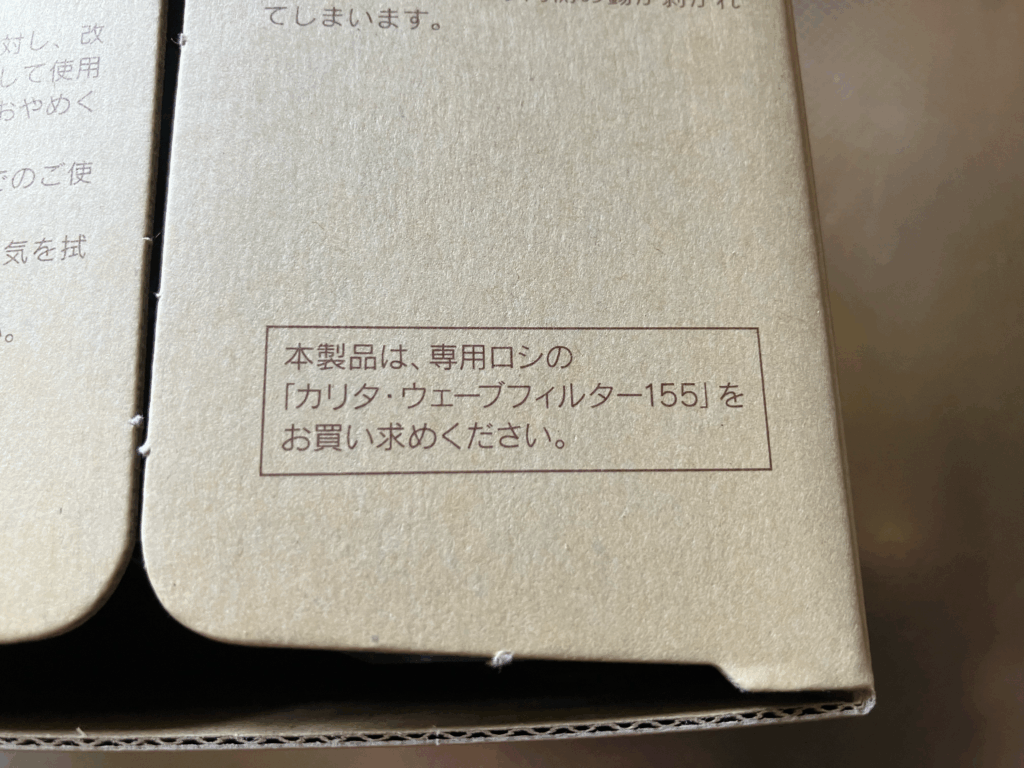 対し、改
して使用
おやめく
でのご使
気を拭
い。
てしまいます。
本製品は、専用ロシの
「カリタ・ウェーブフィルター155」を
お買い求めください。